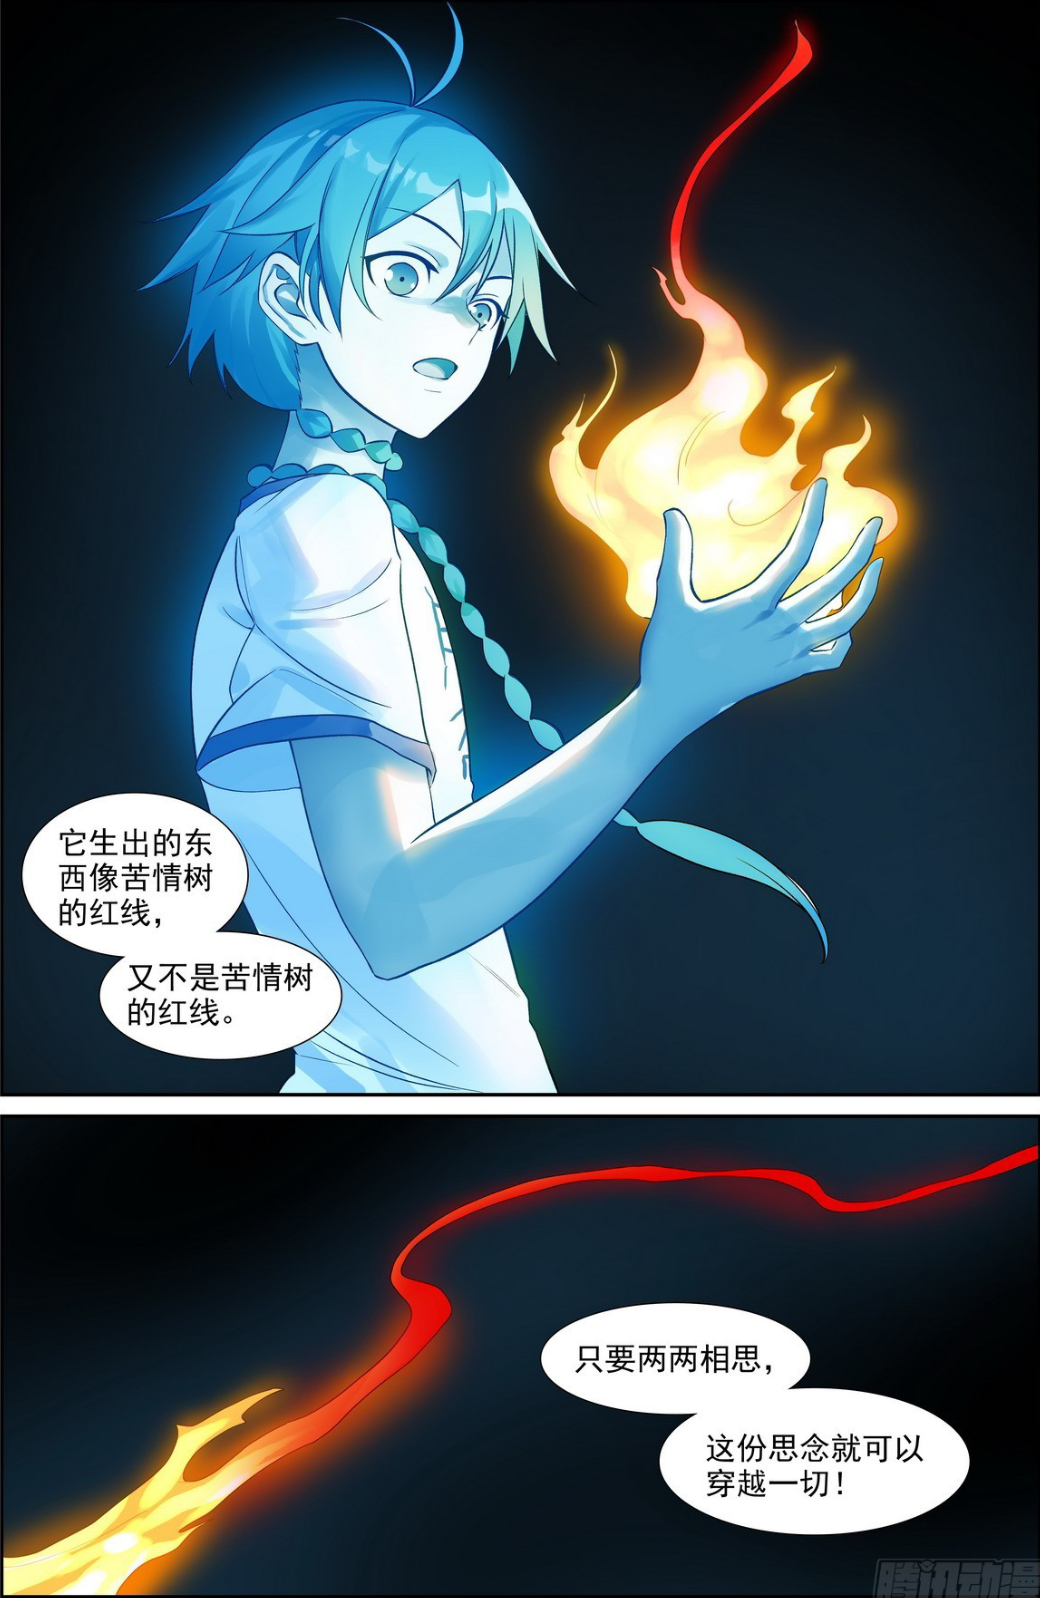 它生出的东
西像苦情树
的红线，
又不是苦情树
的红线。
只要两两相思，
这份思念就可以
穿越一切！
腾讯动漫